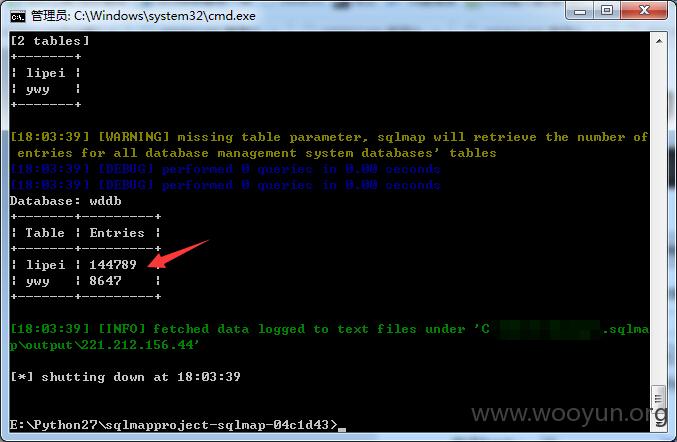 管理员: C:\Windows\system32\cmd.exe
[2 tables]
+-------+
| lipei |
| ywy   |
+-------+
[18:03:39] [WARNING] missing table parameter, sqlmap will retrieve the number of
 entries for all database management system databases' tables
[18:03:39] [DEBUG] performed 0 queries in 0.00 seconds
[18:03:39] [DEBUG] performed 0 queries in 0.00 seconds
Database: wddb
+-------+---------+
| Table | Entries |
+-------+---------+
| lipei | 144789
| ywy   | 8647    |
+-------+---------+
[18:03:39] [INFO] fetched data logged to text files under 'C .sqlma
p\output\221.212.156.44'
[*] shutting down at 18:03:39
E:\Python27\sqlmapproject-sqlmap-04c1d43>_
www.wooyun.org